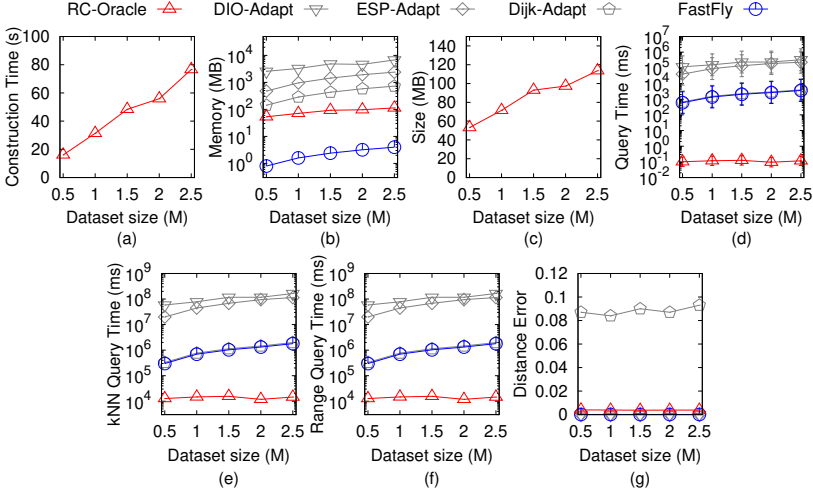 RC-Oracle DIO-Adapt ESP-Adapt Dijk-Adapt FastFly
Construction Time (s)
100
80
60
40
20
0
0.5 1 1.5 2 2.5
Dataset size (M)
(a)
Memory (MB)
10^4
10^3
10^2
10^1
10^0
0.5 1 1.5 2 2.5
Dataset size (M)
(b)
Size (MB)
140
120
100
80
60
40
20
0
0.5 1 1.5 2 2.5
Dataset size (M)
(c)
Query Time (ms)
10^7
10^6
10^5
10^4
10^3
10^2
10^1
10^0
10^-1
10^-2
0.5 1 1.5 2 2.5
Dataset size (M)
(d)
kNN Query Time (ms)
10^9
10^8
10^7
10^6
10^5
10^4
0.5 1 1.5 2 2.5
Dataset size (M)
(e)
Range Query Time (ms)
10^9
10^8
10^7
10^6
10^5
10^4
0.5 1 1.5 2 2.5
Dataset size (M)
(f)
Distance Error
0.12
0.1
0.08
0.06
0.04
0.02
0
0.5 1 1.5 2 2.5
Dataset size (M)
(g)